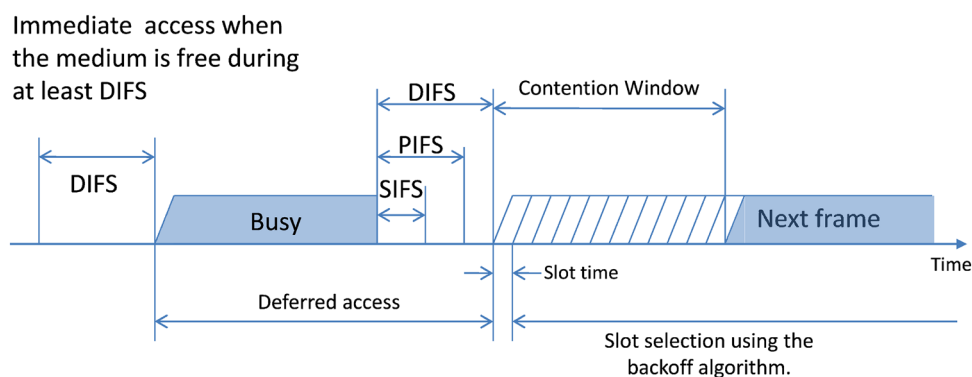 Immediate access when
the medium is free during
at least DIFS
DIFS
Contention Window
PIFS
DIFS
SIFS
Busy
Next frame
Time
Slot time
Deferred access
Slot selection using the
backoff algorithm.